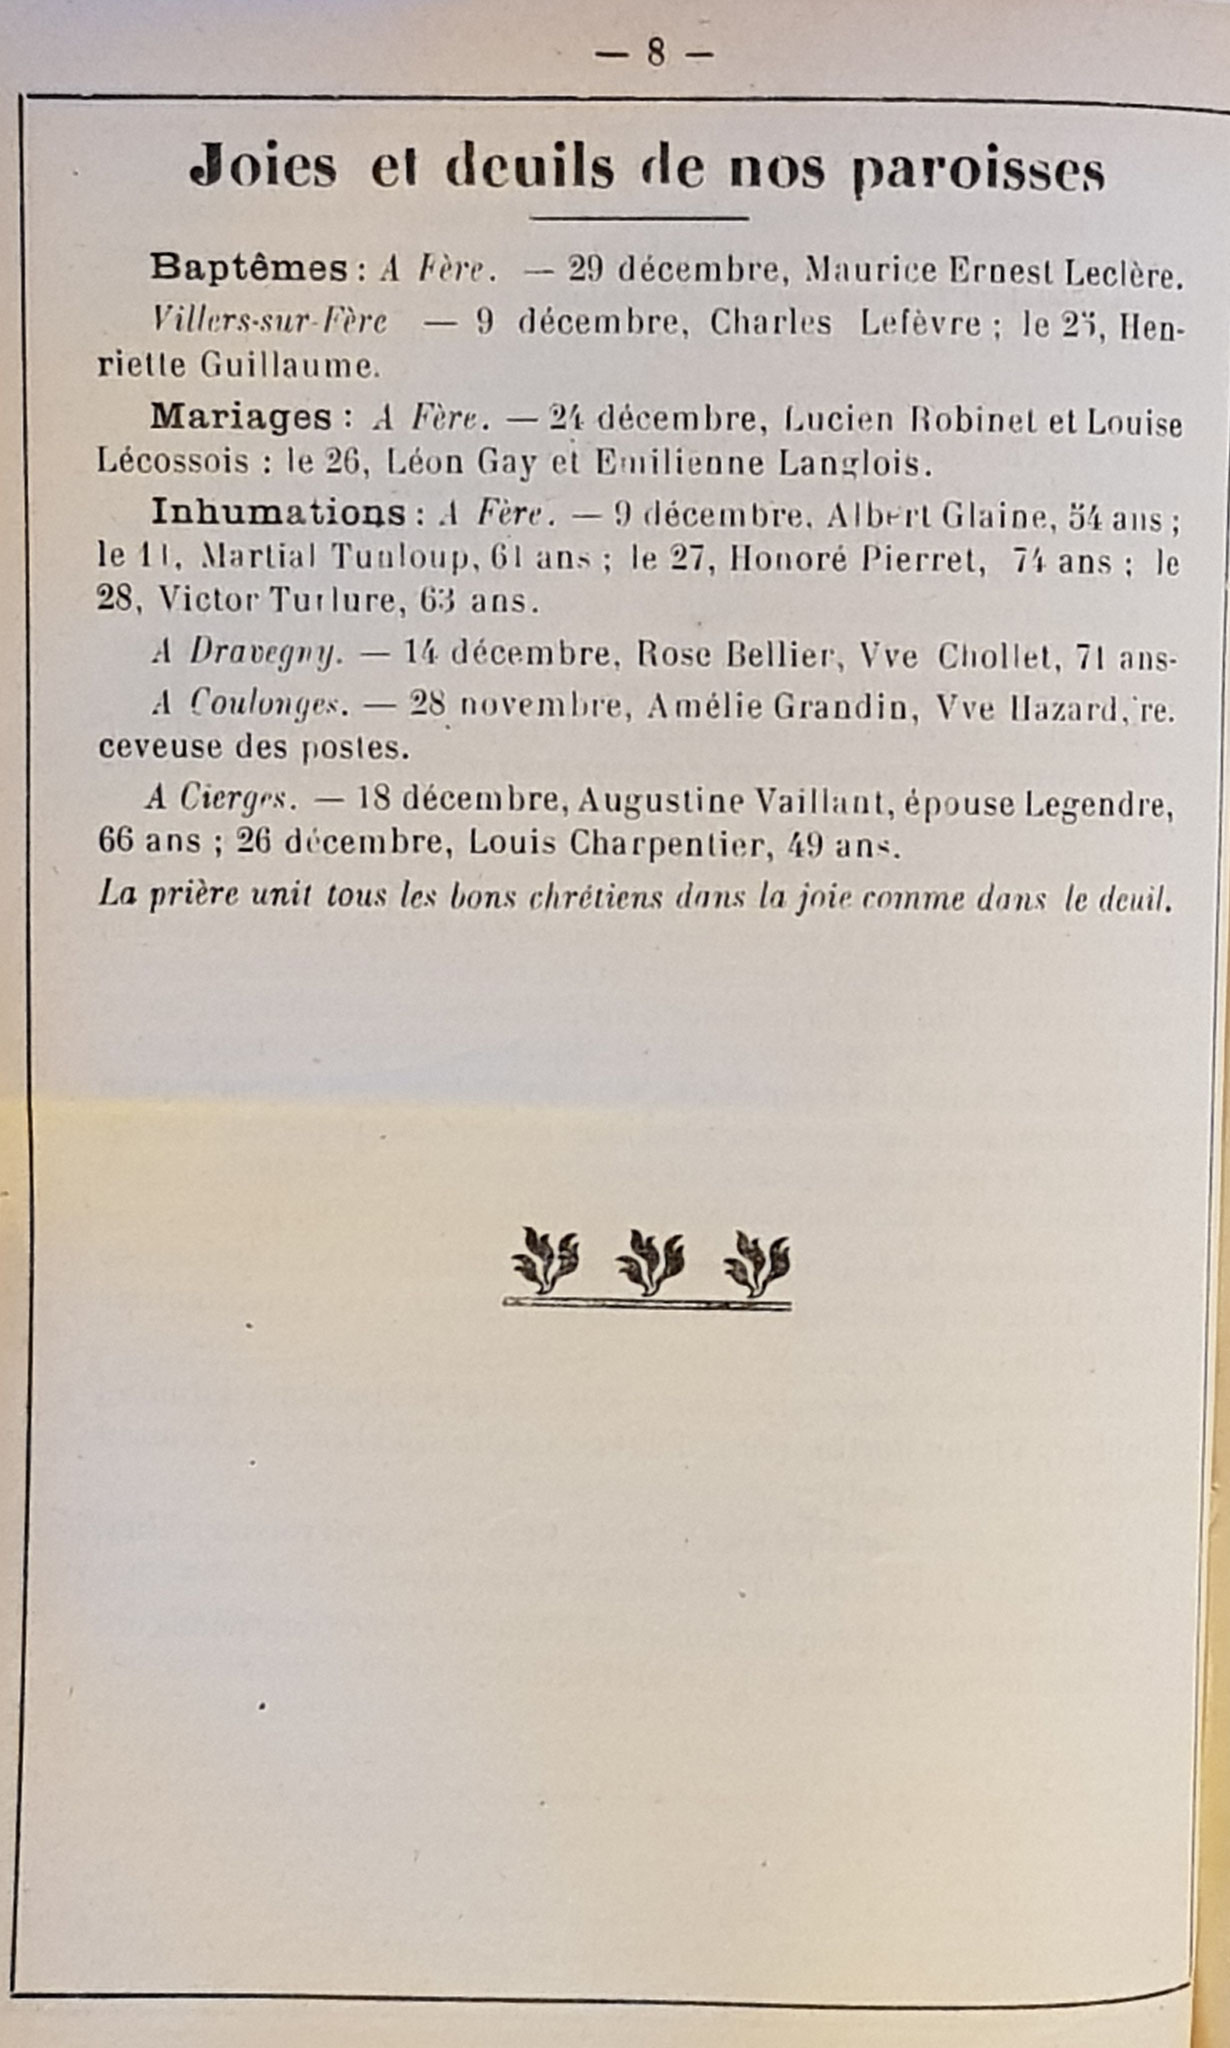 — 8 —
Joies et deuils de nos paroisses
Baptêmes : A Fère. — 29 décembre, Maurice Ernest Leclère.
Villers-sur-Fère — 9 décembre, Charles Lefèvre ; le 25, Hen-
riette Guillaume.
Mariages : A Fère. — 24 décembre, Lucien Robinet et Louise
Lécossois : le 26, Léon Gay et Emilienne Langlois.
Inhumations : A Fère. — 9 décembre. Albert Glaine, 54 ans ;
le 11, Martial Tunloup, 61 ans ; le 27, Honoré Pierret, 74 ans ; le
28, Victor Turlure, 63 ans.
A Dravegny. — 14 décembre, Rose Bellier, Vve Chollet, 71 ans-
A Coulonges. — 28 novembre, Amélie Grandin, Vve Hazard, re.
ceveuse des postes.
A Cierges. — 18 décembre, Augustine Vaillant, épouse Legendre,
66 ans ; 26 décembre, Louis Charpentier, 49 ans.
La prière unit tous les bons chrétiens dans la joie comme dans le deuil.